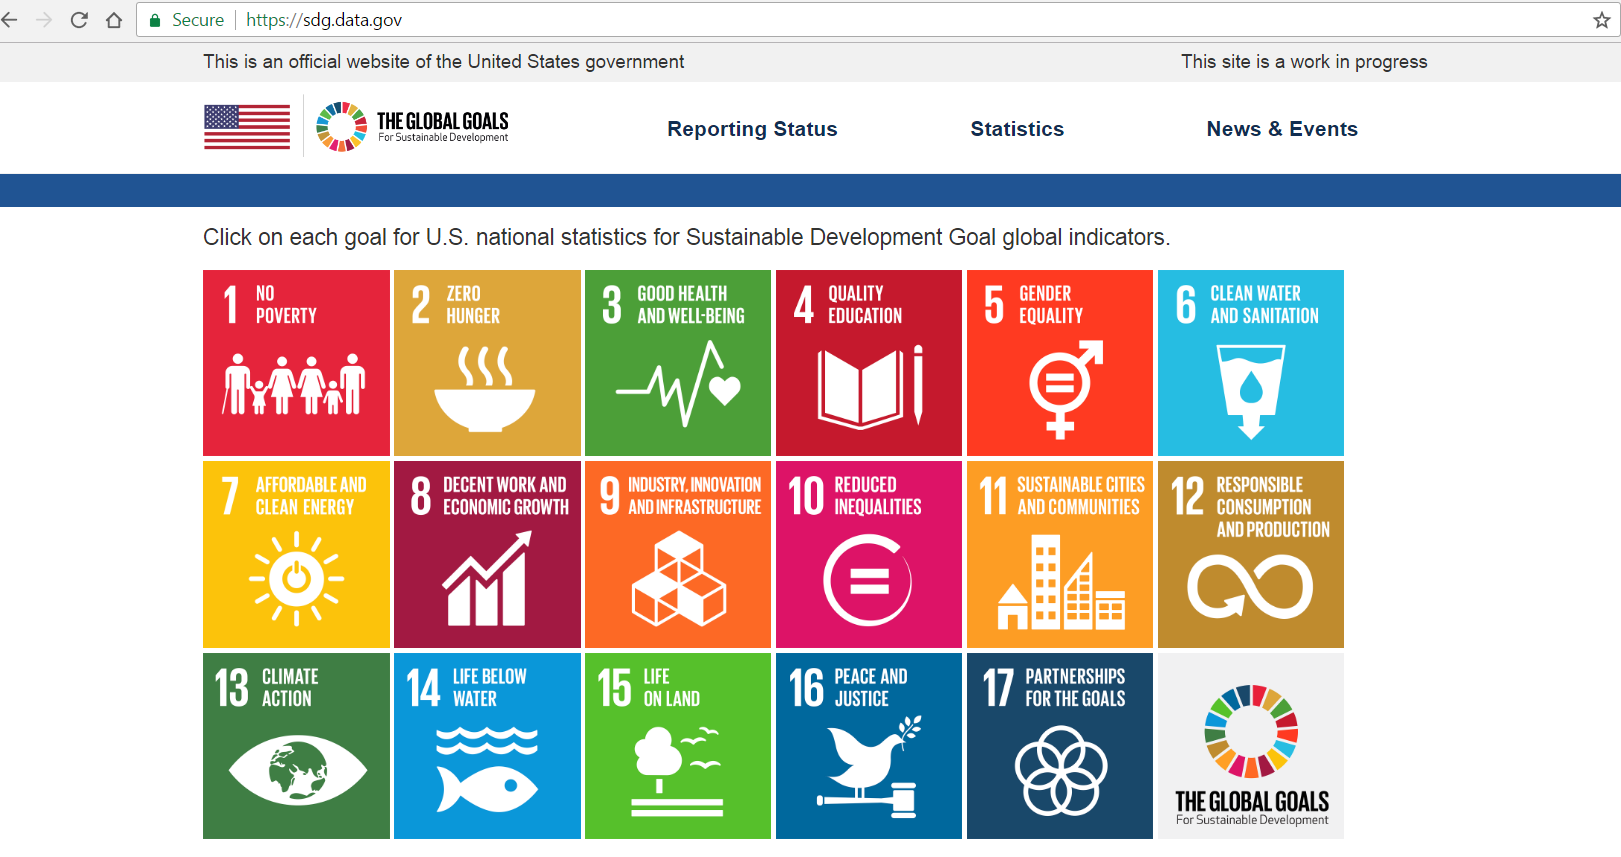 Secure https://sdg.data.gov
This is an official website of the United States government
This site is a work in progress
THE GLOBAL GOALS
For Sustainable Development
Reporting Status
Statistics
News & Events
Click on each goal for U.S. national statistics for Sustainable Development Goal global indicators.
1 NO
POVERTY
2 ZERO
HUNGER
3 GOOD HEALTH
AND WELL-BEING
4 QUALITY
EDUCATION
5 GENDER
EQUALITY
6 CLEAN WATER
AND SANITATION
7 AFFORDABLE AND
CLEAN ENERGY
8 DECENT WORK AND
ECONOMIC GROWTH
9 INDUSTRY, INNOVATION
AND INFRASTRUCTURE
10 REDUCED
INEQUALITIES
11 SUSTAINABLE CITIES
AND COMMUNITIES
12 RESPONSIBLE
CONSUMPTION
AND PRODUCTION
13 CLIMATE
ACTION
14 LIFE BELOW
WATER
15 LIFE
ON LAND
16 PEACE AND
JUSTICE
17 PARTNERSHIPS
FOR THE GOALS
THE GLOBAL GOALS
For Sustainable Development